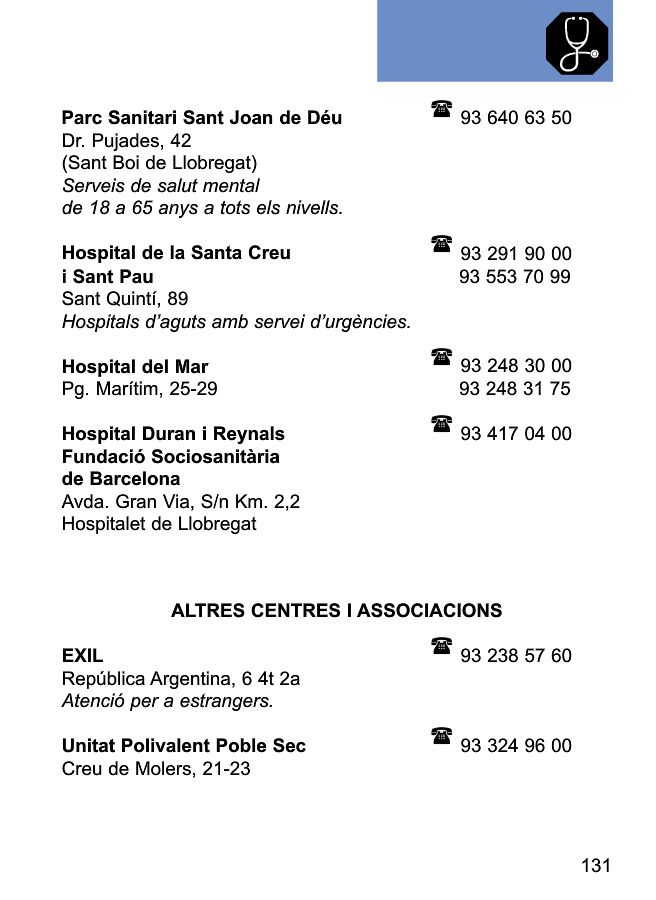 Parc Sanitari Sant Joan de Déu ☎ 93 640 63 50
Dr. Pujades, 42
(Sant Boi de Llobregat)
Serveis de salut mental
de 18 a 65 anys a tots els nivells.
Hospital de la Santa Creu ☎ 93 291 90 00
i Sant Pau 93 553 70 99
Sant Quintí, 89
Hospitals d’aguts amb servei d’urgències.
Hospital del Mar ☎ 93 248 30 00
Pg. Marítim, 25-29 93 248 31 75
Hospital Duran i Reynals ☎ 93 417 04 00
Fundació Sociosanitària
de Barcelona
Avda. Gran Via, S/n Km. 2,2
Hospitalet de Llobregat
ALTRES CENTRES I ASSOCIACIONS
EXIL ☎ 93 238 57 60
República Argentina, 6 4t 2a
Atenció per a estrangers.
Unitat Polivalent Poble Sec ☎ 93 324 96 00
Creu de Molers, 21-23
131